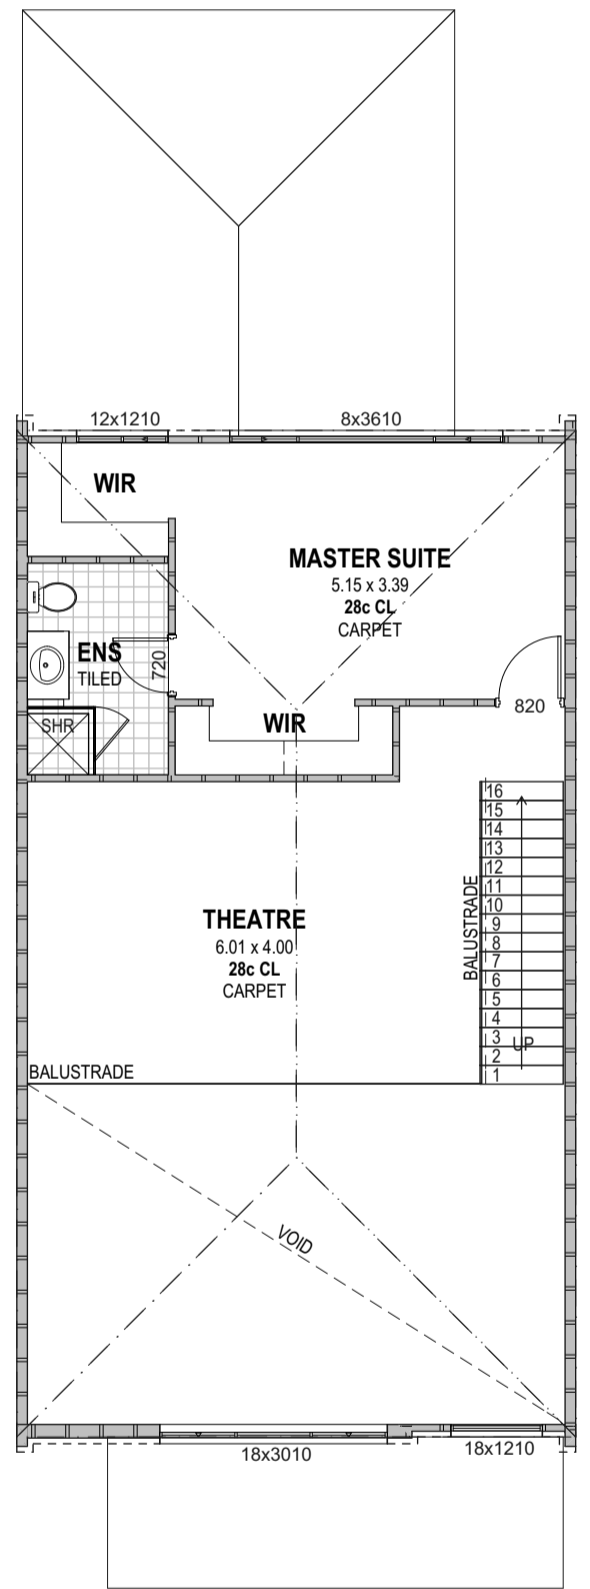 12x1210
8x3610
WIR
MASTER SUITE
5.15 x 3.39
28c CL
CARPET
ENS
TILED
720
SHR
WIR
820
16
15
14
13
12
11
10
9
8
7
6
5
4
3
2
1
UP
BALUSTRADE
THEATRE
6.01 x 4.00
28c CL
CARPET
BALUSTRADE
VOID
18x3010
18x1210